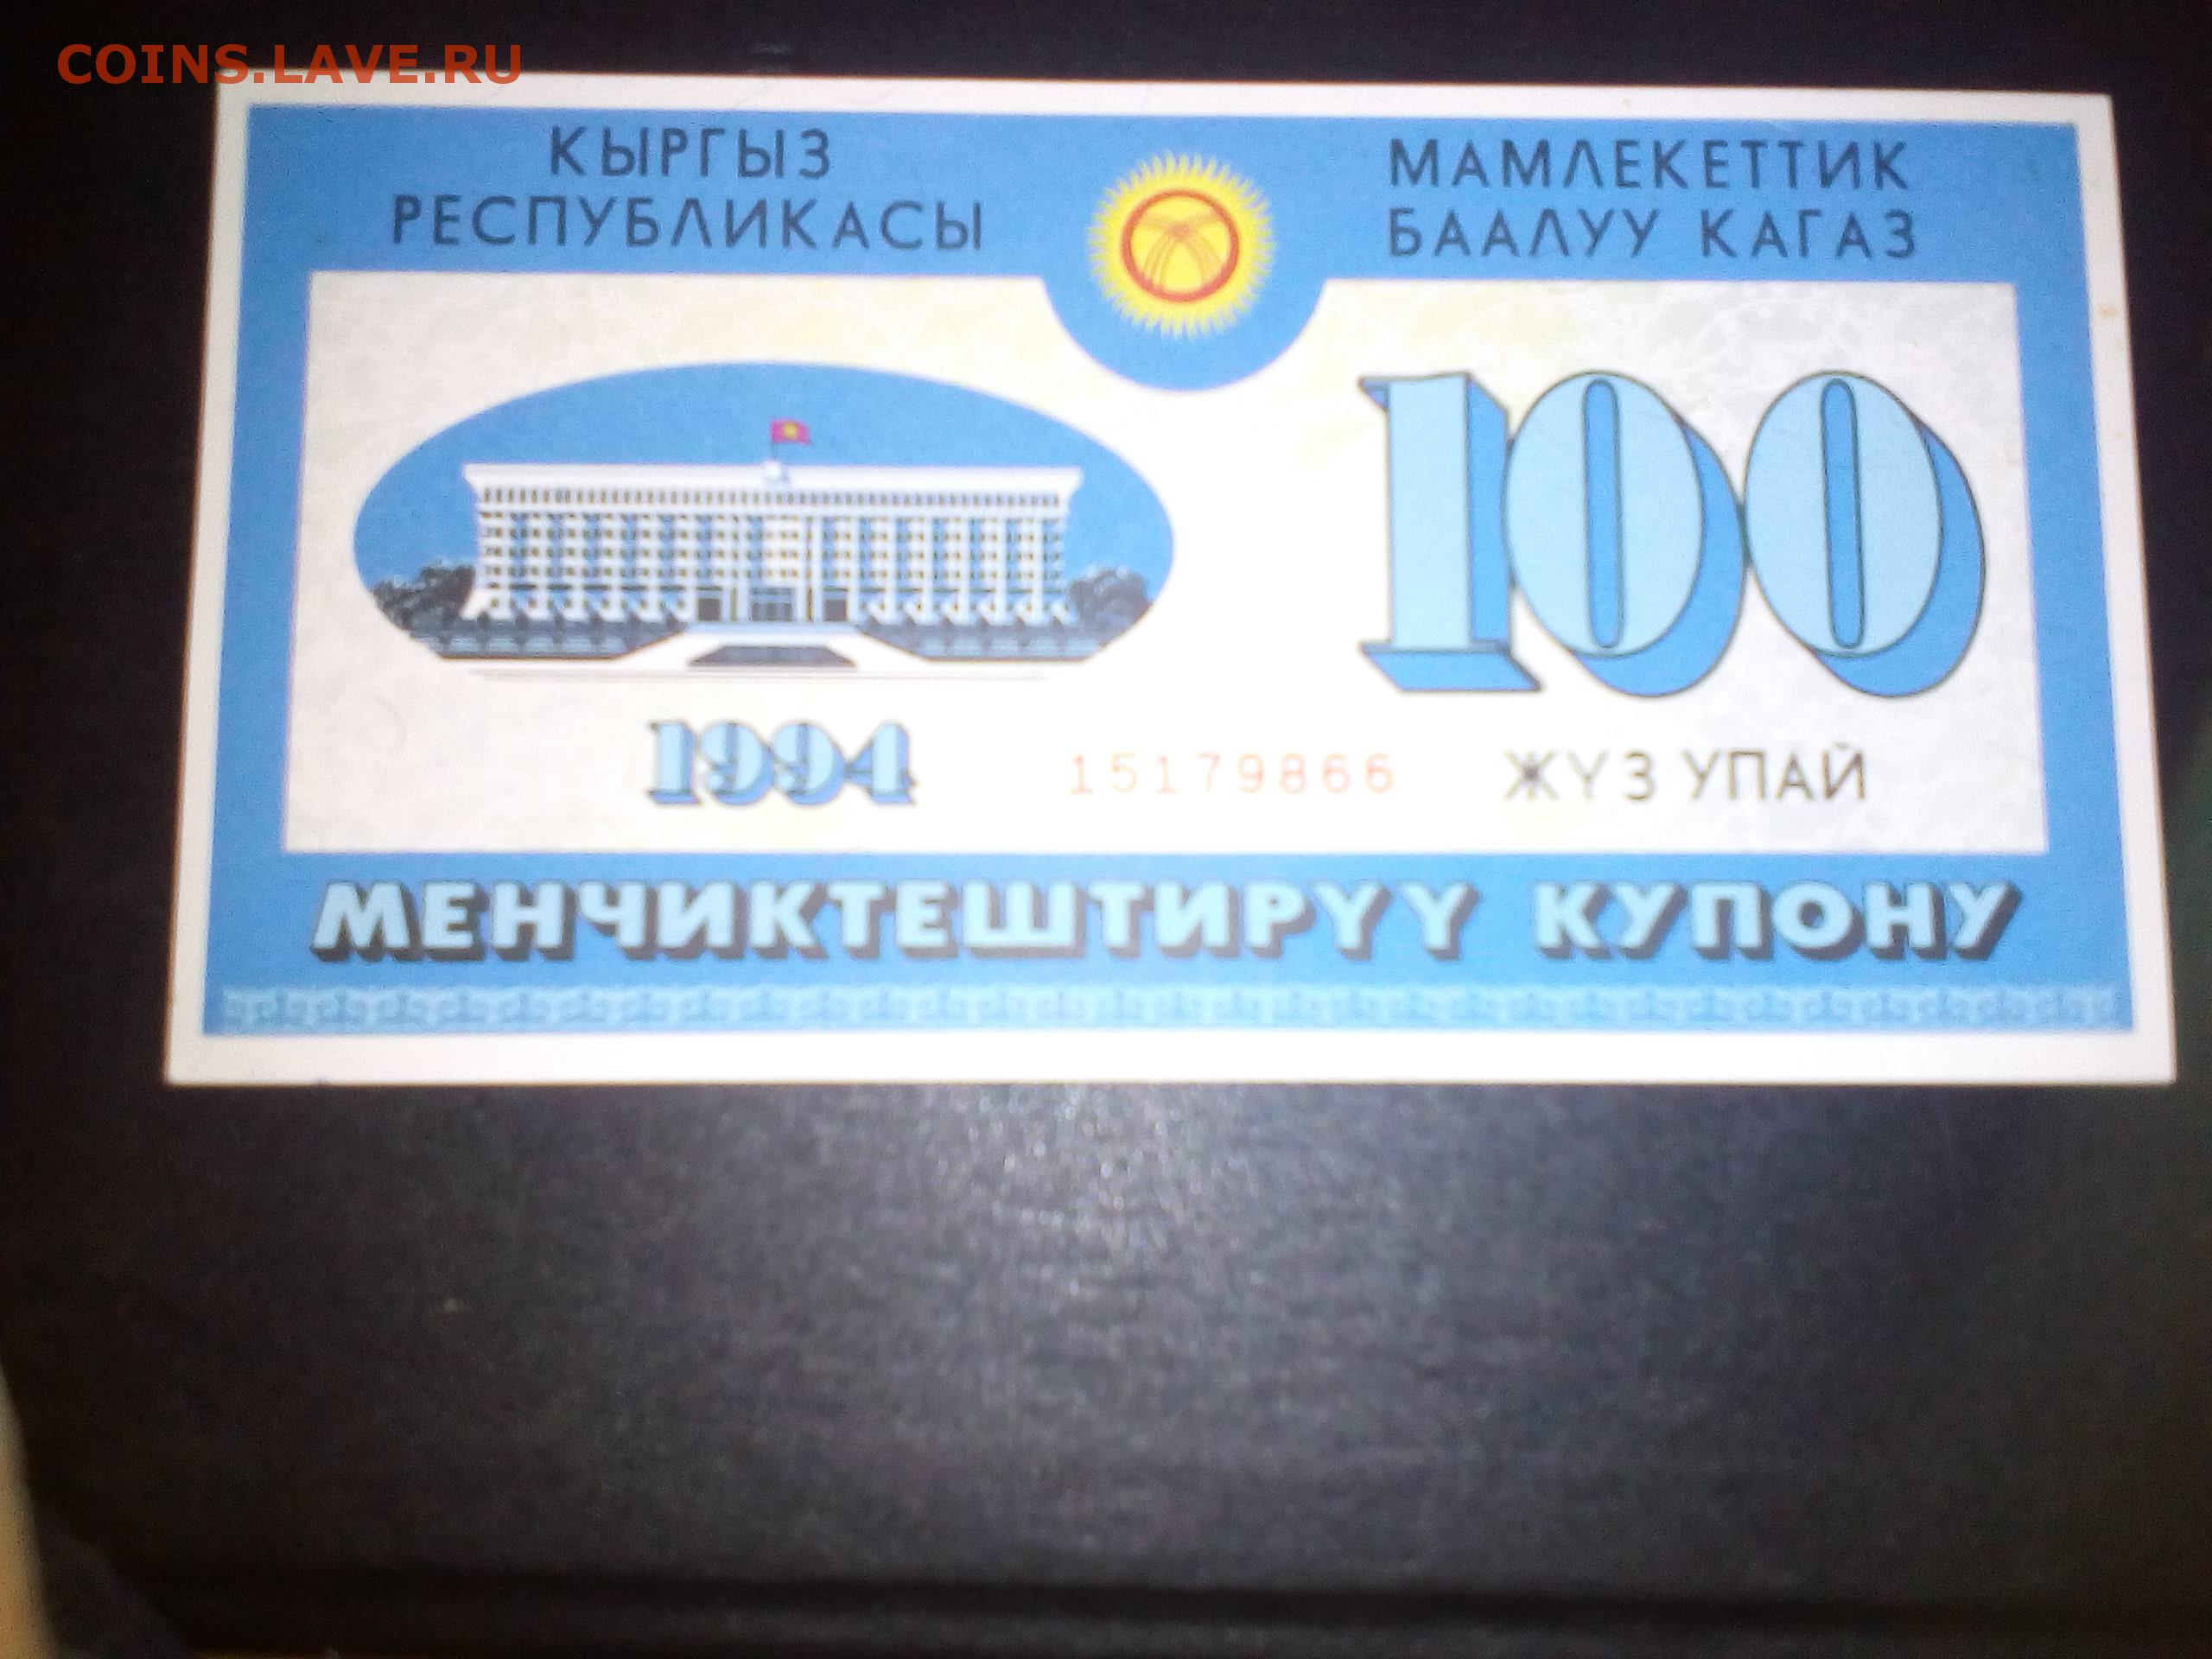 COINS.LAVE.RU
КЫРГЫЗ
РЕСПУБЛИКАСЫ
МАМЛЕКЕТТИК
БААЛУУ КАГАЗ
100
1994
15179866
ЖҮЗ УПАЙ
МЕНЧИКТЕШТИРҮҮ КУПОНУ